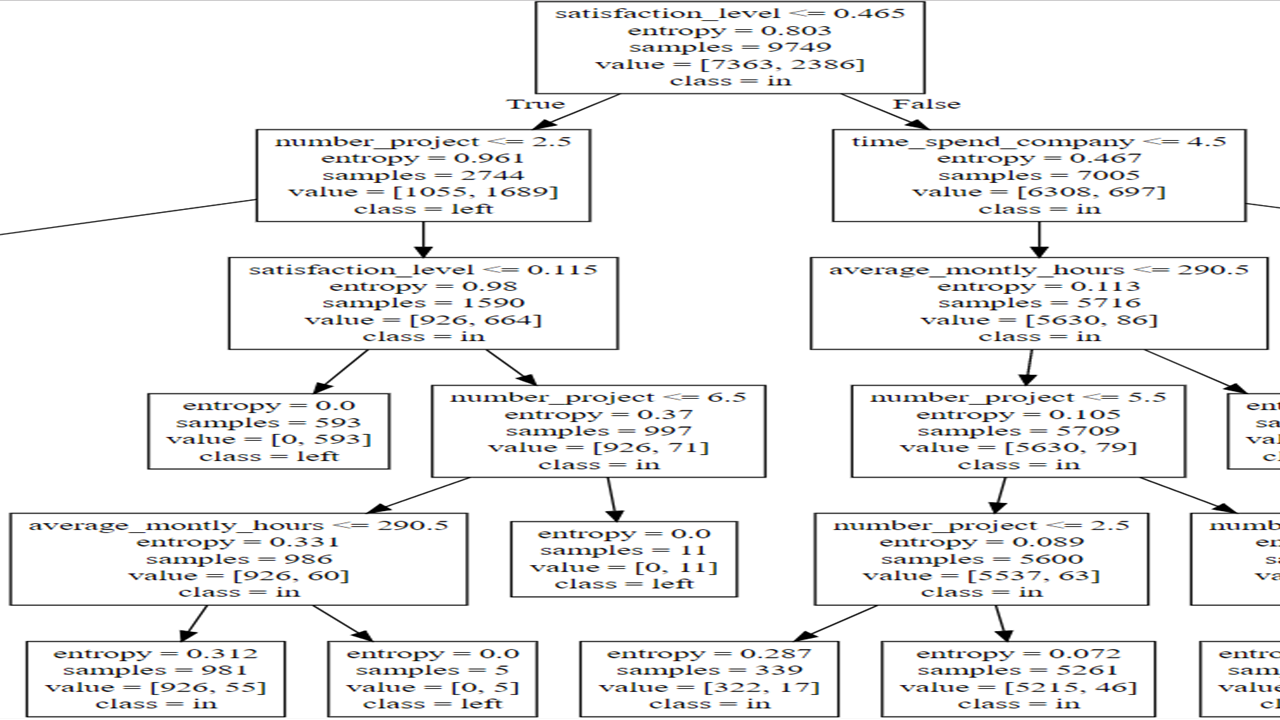 satisfaction_level <= 0.465
entropy = 0.803
samples = 9749
value = [7363, 2386]
class = in
True
False
number_project <= 2.5
entropy = 0.961
samples = 2744
value = [1055, 1689]
class = left
time_spend_company <= 4.5
entropy = 0.467
samples = 7005
value = [6308, 697]
class = in
satisfaction_level <= 0.115
entropy = 0.98
samples = 1590
value = [926, 664]
class = in
average_montly_hours <= 290.5
entropy = 0.113
samples = 5716
value = [5630, 86]
class = in
entropy = 0.0
samples = 593
value = [0, 593]
class = left
number_project <= 6.5
entropy = 0.37
samples = 997
value = [926, 71]
class = in
number_project <= 5.5
entropy = 0.105
samples = 5709
value = [5630, 79]
class = in
average_montly_hours <= 290.5
entropy = 0.331
samples = 986
value = [926, 60]
class = in
entropy = 0.0
samples = 11
value = [0, 11]
class = left
number_project <= 2.5
entropy = 0.089
samples = 5600
value = [5537, 63]
class = in
entropy = 0.312
samples = 981
value = [926, 55]
class = in
entropy = 0.0
samples = 5
value = [0, 5]
class = left
entropy = 0.287
samples = 339
value = [322, 17]
class = in
entropy = 0.072
samples = 5261
value = [5215, 46]
class = in